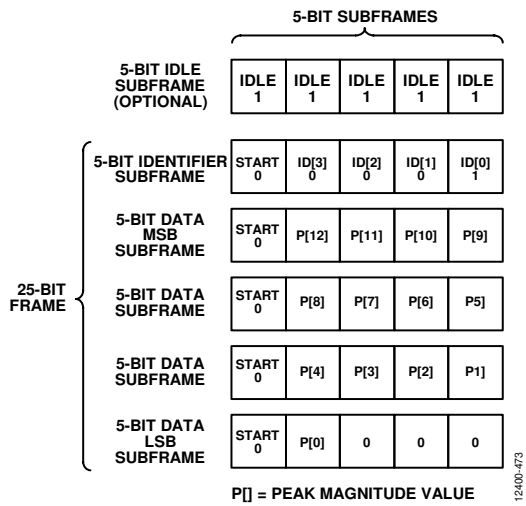 5-BIT SUBFRAMES
5-BIT IDLE
SUBFRAME
(OPTIONAL)
IDLE
1
IDLE
1
IDLE
1
IDLE
1
IDLE
1
25-BIT
FRAME
5-BIT IDENTIFIER
SUBFRAME
START
0
ID[3]
0
ID[2]
0
ID[1]
0
ID[0]
1
5-BIT DATA
MSB
SUBFRAME
START
0
P[12]
P[11]
P[10]
P[9]
5-BIT DATA
SUBFRAME
START
0
P[8]
P[7]
P[6]
P5]
5-BIT DATA
SUBFRAME
START
0
P[4]
P[3]
P[2]
P1]
5-BIT DATA
LSB
SUBFRAME
START
0
P[0]
0
0
0
P[] = PEAK MAGNITUDE VALUE
12400-473